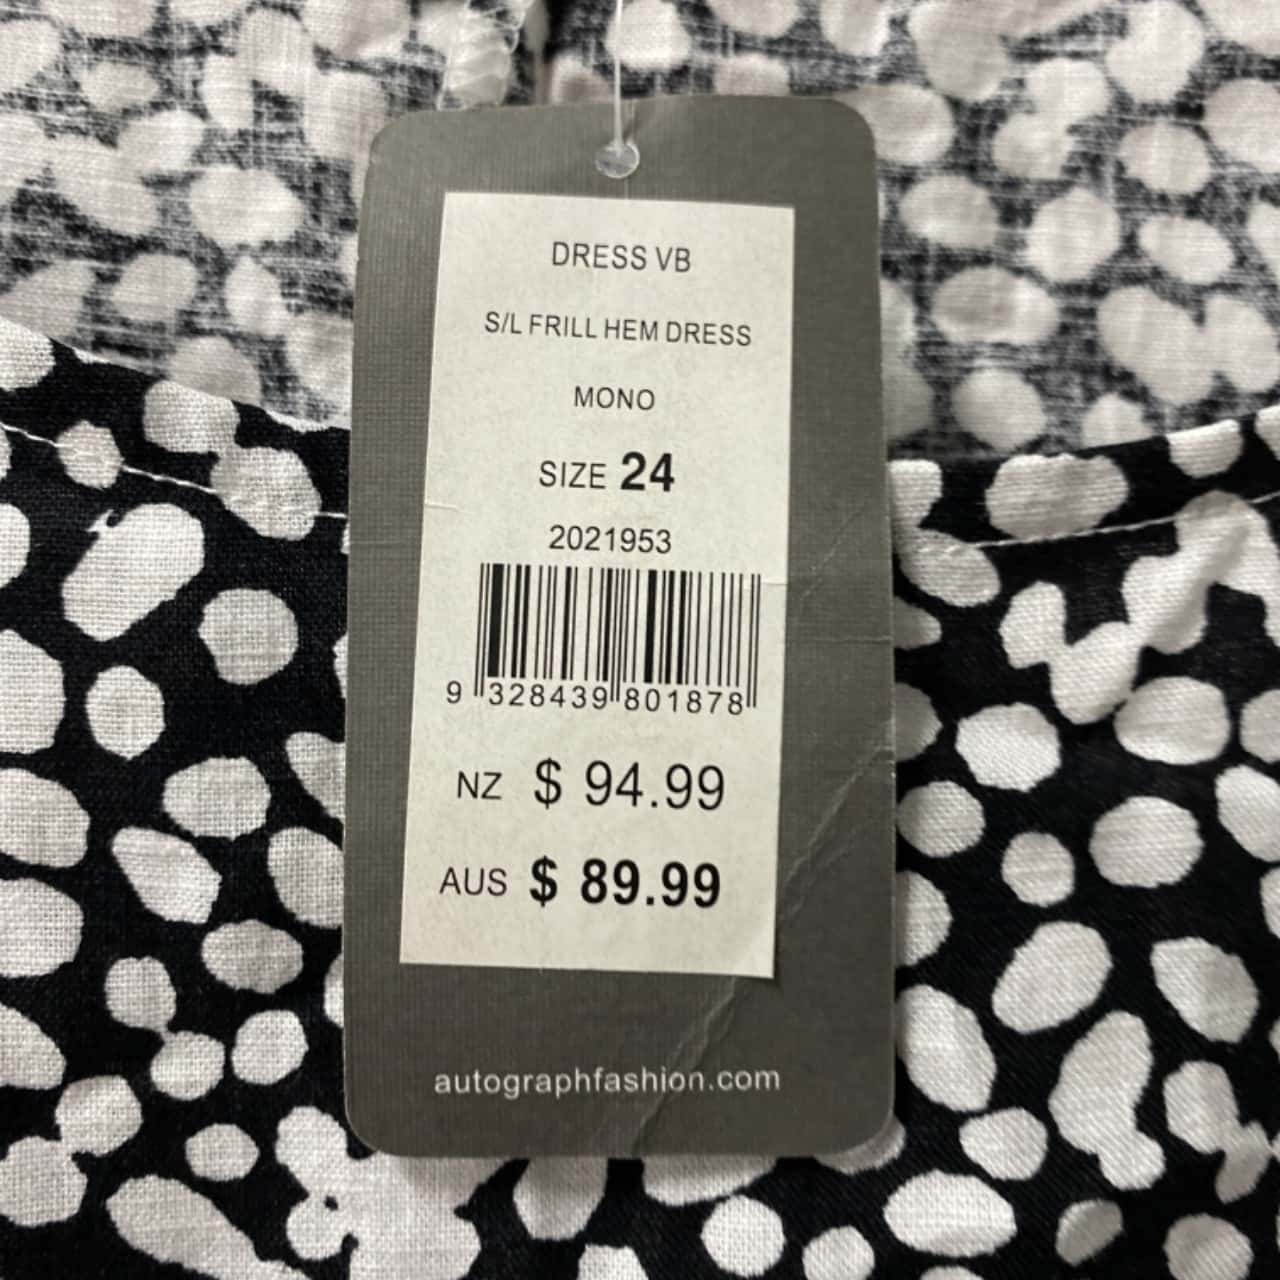 DRESS VB
S/L FRILL HEM DRESS
MONO
SIZE 24
2021953
9 328439 801878
NZ $ 94.99
AUS $ 89.99
autographfashion.com